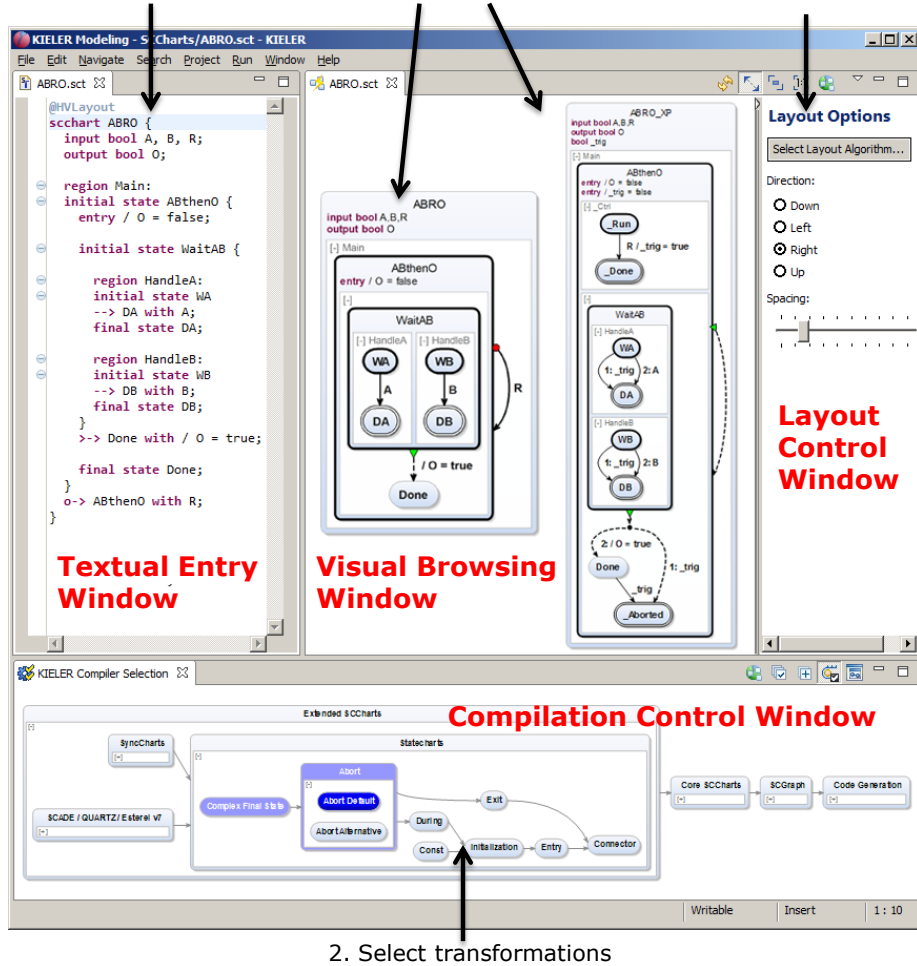 KIELER Modeling - SCCharts/ABRO.sct - KIELER
File Edit Navigate Search Project Run Window Help
ABRO.sct
@HVLayout
scchart ABRO {
input bool A, B, R;
output bool O;
region Main:
initial state ABthenO {
entry / O = false;
initial state WaitAB {
region HandleA:
initial state WA
--> DA with A;
final state DA;
region HandleB:
initial state WB
--> DB with B;
final state DB;
}
>-> Done with / O = true;
final state Done;
}
o-> ABthenO with R;
}
Textual Entry
Window
ABRO.sct
ABRO
input bool A,B,R
output bool O
[-] Main
ABthenO
entry / O = false
[-]
WaitAB
[-] HandleA
[-] HandleB
WA
WB
A
B
R
DA
DB
/ O = true
Done
Visual Browsing
Window
ABRO_XP
input bool A,B,R
output bool O
bool _trig
[-] Main
ABthenO
entry / O = false
entry / _trig = false
[-] _Ctrl
_Run
R / _trig = true
_Done
[-]
WaitAB
[-] HandleA
WA
1: _trig
2: A
DA
[-] HandleB
WB
1: _trig
2: B
DB
2: / O = true
Done
1: _trig
_trig
_Aborted
Layout Options
Select Layout Algorithm...
Direction:
Down
Left
Right
Up
Spacing:
Layout
Control
Window
KIELER Compiler Selection
Extended SCCharts
[-]
Compilation Control Window
SyncCharts
[+]
SCADE / QUARTZ/ Esterel v7
[+]
Statecharts
[-]
Complex Final State
Abort
[-]
Abort Default
AbortAlternative
Exit
During
Const
Initialization
Entry
Connector
Core SCCharts
[+]
SCGraph
[+]
Code Generation
[+]
Writable
Insert
1 : 10
2. Select transformations